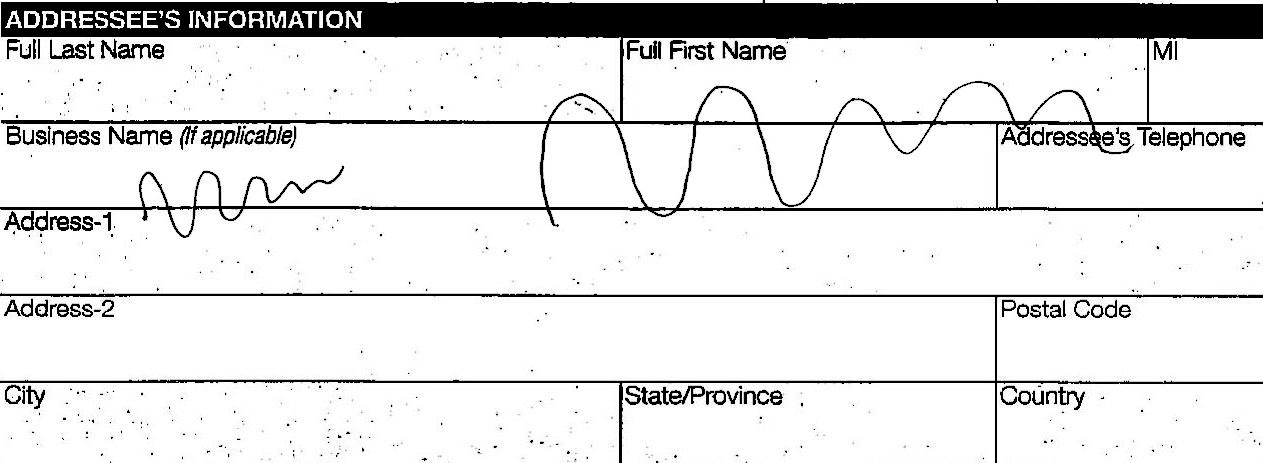 ADDRESSEE'S INFORMATION
Full Last Name Full First Name MI
Business Name (If applicable) Addressee's Telephone
Address-1
Address-2 Postal Code
City State/Province Country